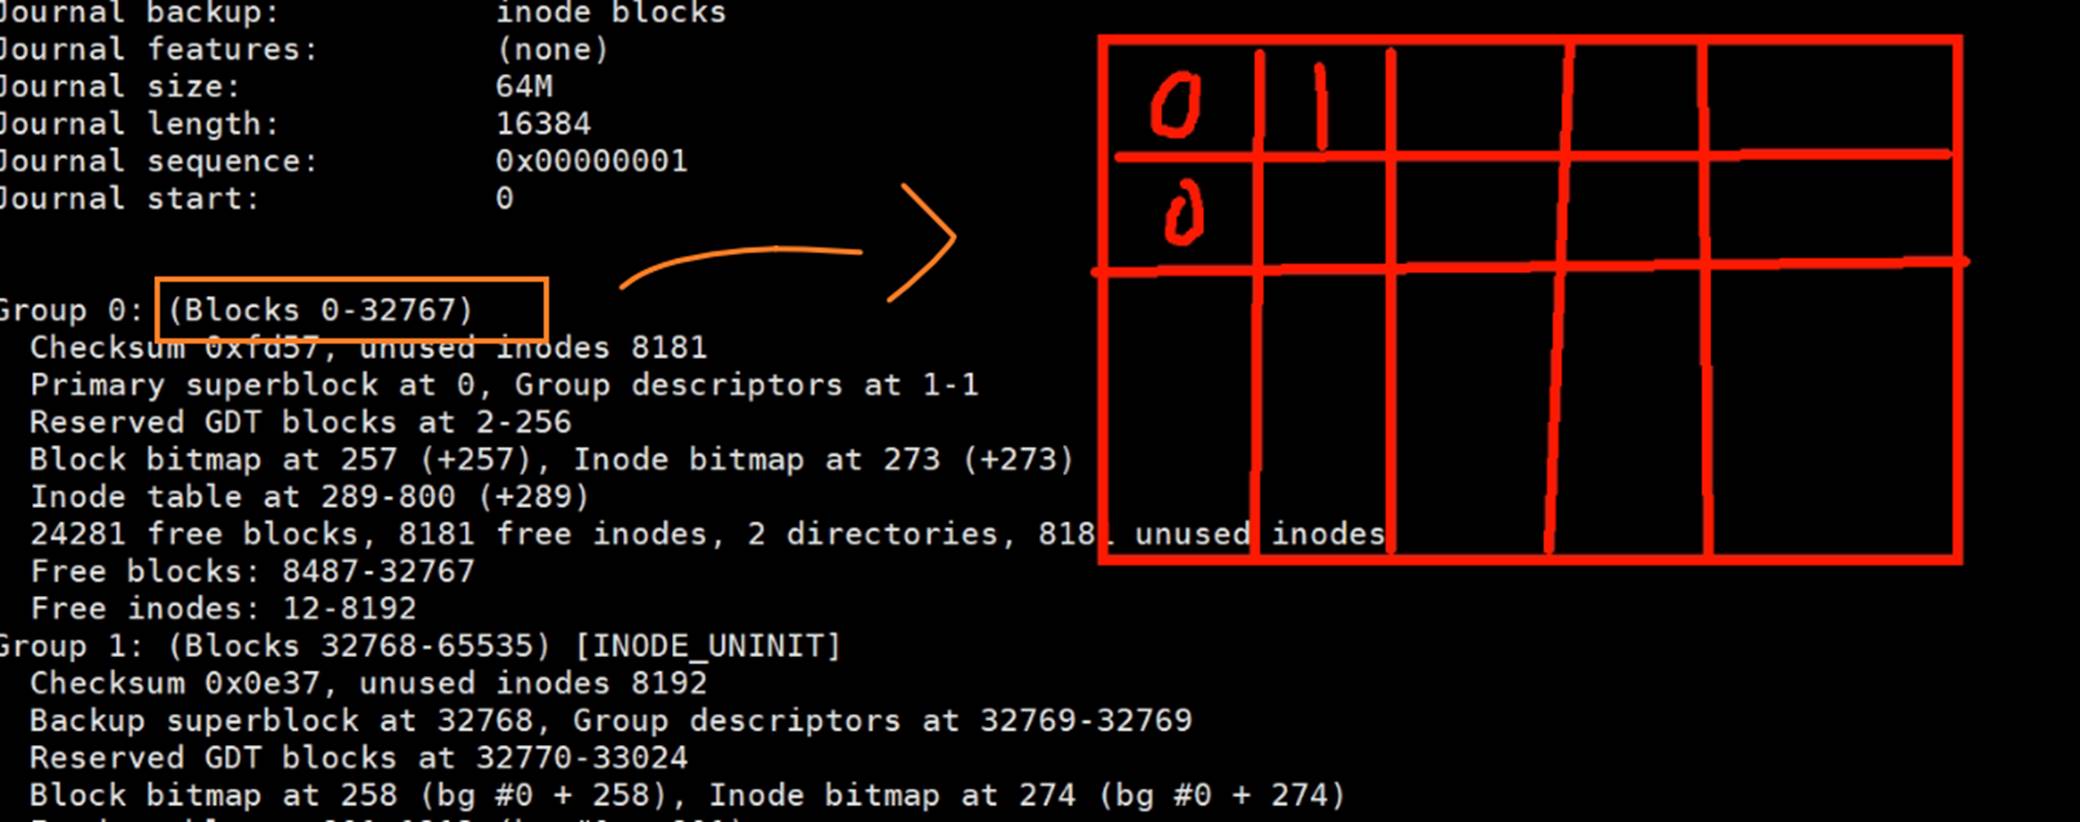 Journal backup:           inode blocks
Journal features:         (none)
Journal size:             64M
Journal length:           16384
Journal sequence:         0x00000001
Journal start:            0
Group 0: (Blocks 0-32767)
  Checksum 0xfd57, unused inodes 8181
  Primary superblock at 0, Group descriptors at 1-1
  Reserved GDT blocks at 2-256
  Block bitmap at 257 (+257), Inode bitmap at 273 (+273)
  Inode table at 289-800 (+289)
  24281 free blocks, 8181 free inodes, 2 directories, 8181 unused inodes
  Free blocks: 8487-32767
  Free inodes: 12-8192
Group 1: (Blocks 32768-65535) [INODE_UNINIT]
  Checksum 0x0e37, unused inodes 8192
  Backup superblock at 32768, Group descriptors at 32769-32769
  Reserved GDT blocks at 32770-33024
  Block bitmap at 258 (bg #0 + 258), Inode bitmap at 274 (bg #0 + 274)
0 1
0